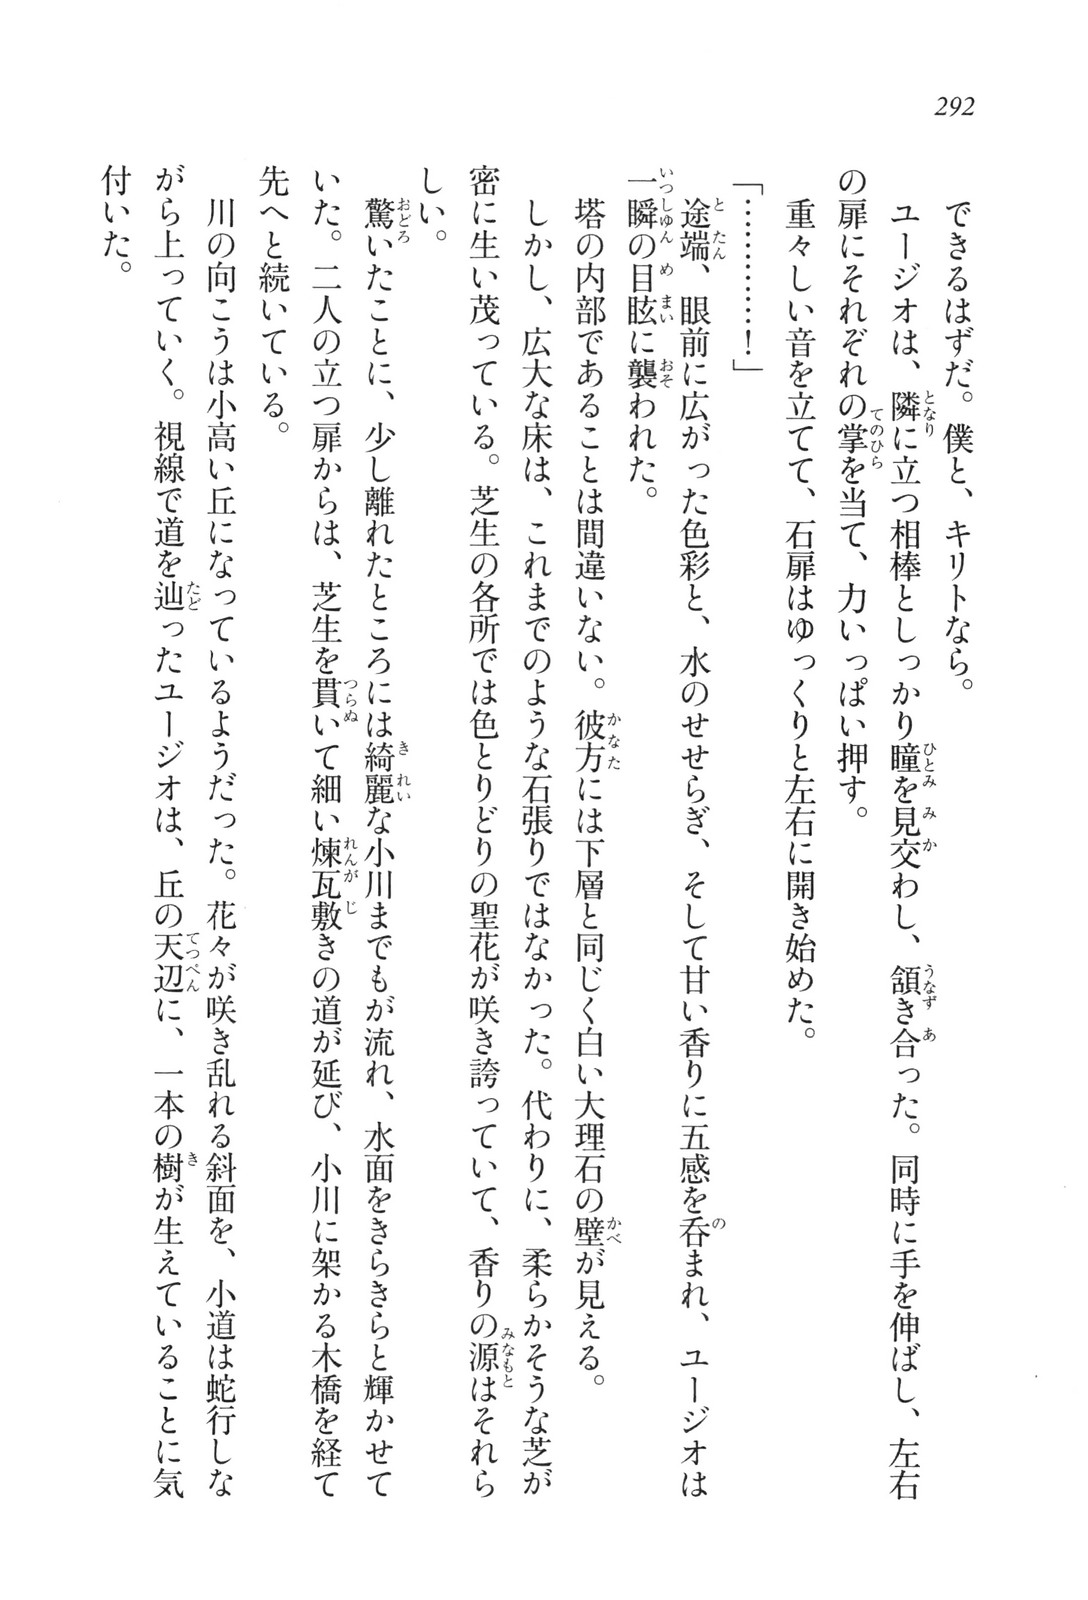 292
できるはずだ。僕と、キリトなら。
ユージオは、隣に立つ相棒としっかり瞳を見交わし、頷き合った。同時に手を伸ばし、左右
の扉にそれぞれの掌を当て、力いっぱい押す。
重々しい音を立てて、石扉はゆっくりと左右に開き始めた。
「…………！」
途端、眼前に広がった色彩と、水のせせらぎ、そして甘い香りに五感を呑まれ、ユージオは
一瞬の目眩に襲われた。
塔の内部であることは間違いない。彼方には下層と同じく白い大理石の壁が見える。
しかし、広大な床は、これまでのような石張りではなかった。代わりに、柔らかそうな芝が
密に生い茂っている。芝生の各所では色とりどりの聖花が咲き誇っていて、香りの源はそれら
しい。
驚いたことに、少し離れたところには綺麗な小川までもが流れ、水面をきらきらと輝かせて
いた。二人の立つ扉からは、芝生を貫いて細い煉瓦敷きの道が延び、小川に架かる木橋を経て
先へと続いている。
川の向こうは小高い丘になっているようだった。花々が咲き乱れる斜面を、小道は蛇行しな
がら上っていく。視線で道を辿ったユージオは、丘の天辺に、一本の樹が生えていることに気
付いた。